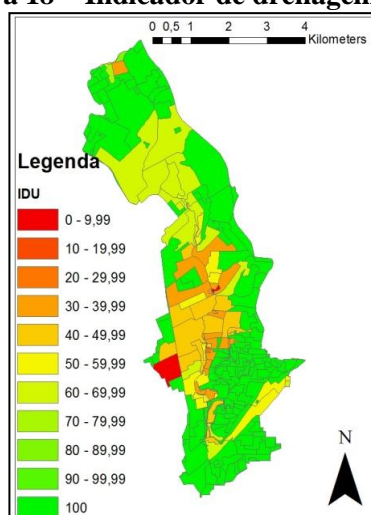 Indicador de drenagem
0 0,5 1 2 3 4
Kilometers
Legenda
IDU
0 - 9,99
10 - 19,99
20 - 29,99
30 - 39,99
40 - 49,99
50 - 59,99
60 - 69,99
70 - 79,99
80 - 89,99
90 - 99,99
100
N